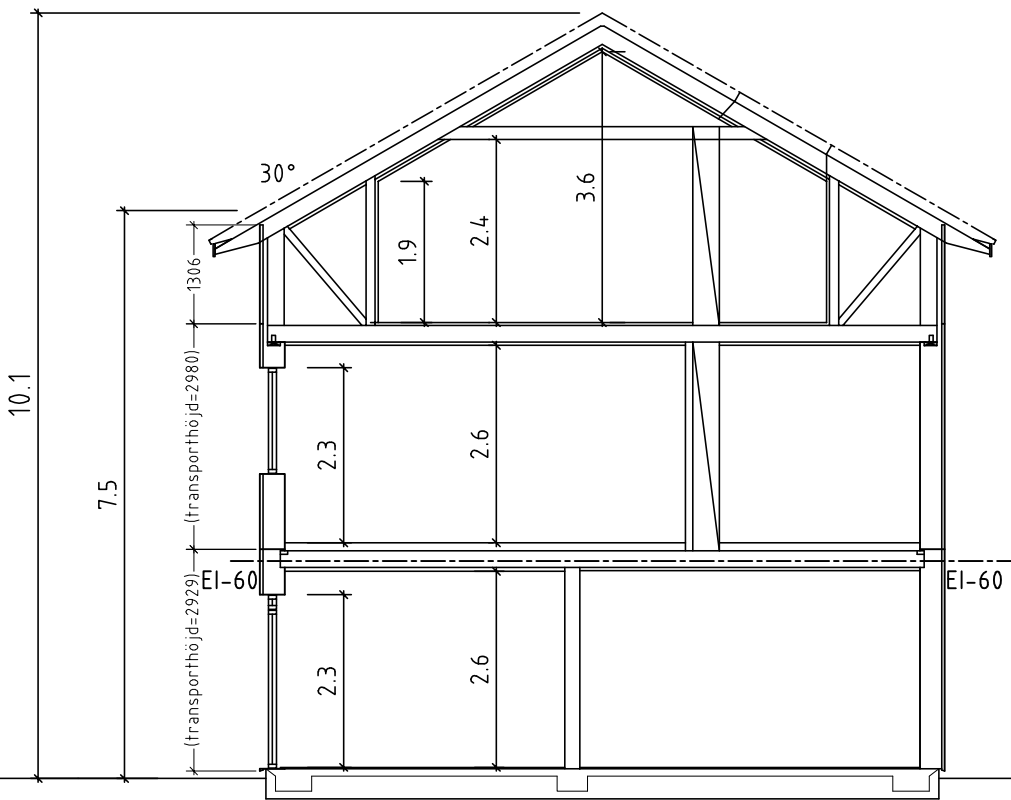 30°
3.6
2.4
1.9
1306
10.1
(transporthöjd=2980)
2.3
2.6
7.5
EI-60
EI-60
(transporthöjd=2929)
2.3
2.6